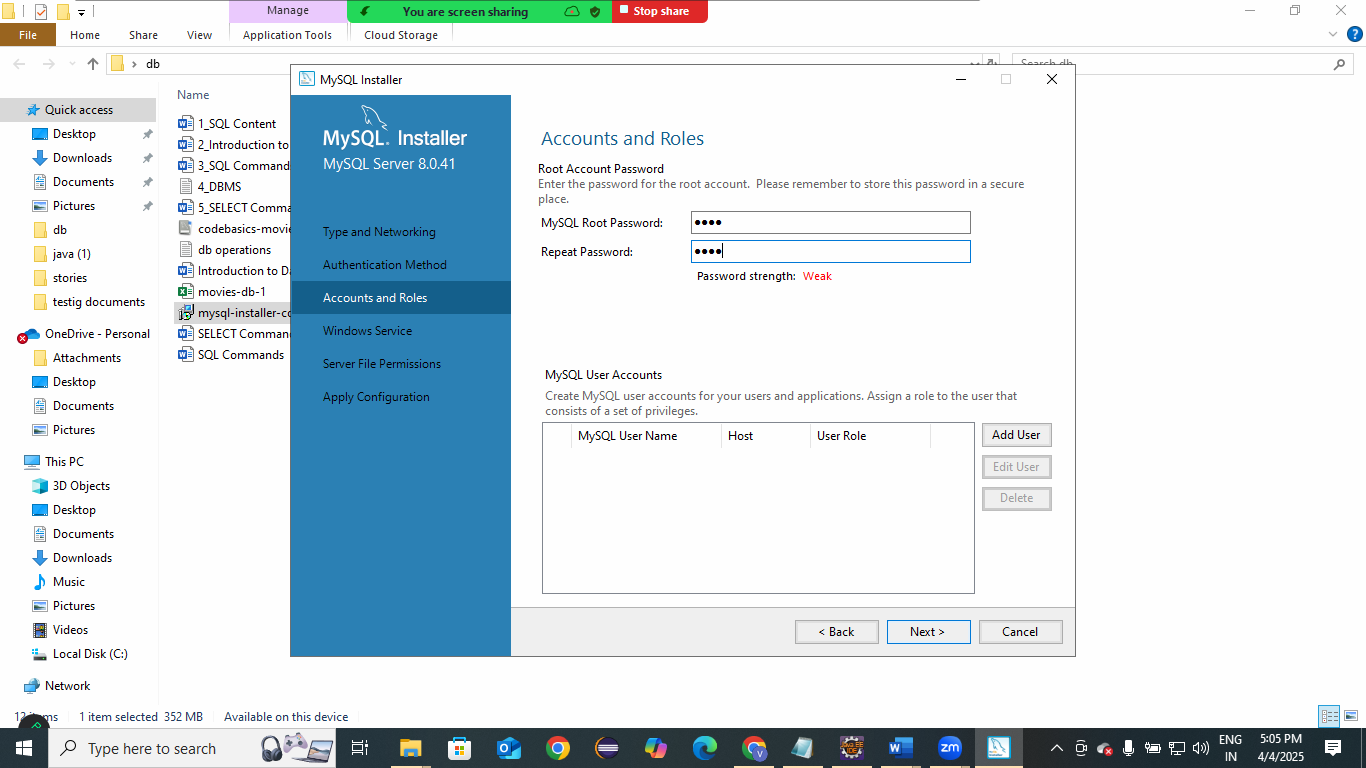 Manage
You are screen sharing
Stop share
File
Home
Share
View
Application Tools
Cloud Storage
db
Search db
Quick access
Desktop
Downloads
Documents
Pictures
db
java (1)
stories
testig documents
OneDrive - Personal
Attachments
Desktop
Documents
Pictures
This PC
3D Objects
Desktop
Documents
Downloads
Music
Pictures
Videos
Local Disk (C:)
Network
Name
1_SQL Content
2_Introduction to
3_SQL Command
4_DBMS
5_SELECT Comma
codebasics-movie
db operations
Introduction to Da
movies-db-1
mysql-installer-co
SELECT Command
SQL Commands
MySQL Installer
MySQL® Installer
MySQL Server 8.0.41
Type and Networking
Authentication Method
Accounts and Roles
Windows Service
Server File Permissions
Apply Configuration
Accounts and Roles
Root Account Password
Enter the password for the root account. Please remember to store this password in a secure
place.
MySQL Root Password: ●●●●
Repeat Password: ●●●●
Password strength: Weak
MySQL User Accounts
Create MySQL user accounts for your users and applications. Assign a role to the user that
consists of a set of privileges.
MySQL User Name Host User Role
Add User
Edit User
Delete
< Back
Next >
Cancel
1 item selected 352 MB Available on this device
Type here to search
zm
ENG
IN
5:05 PM
4/4/2025